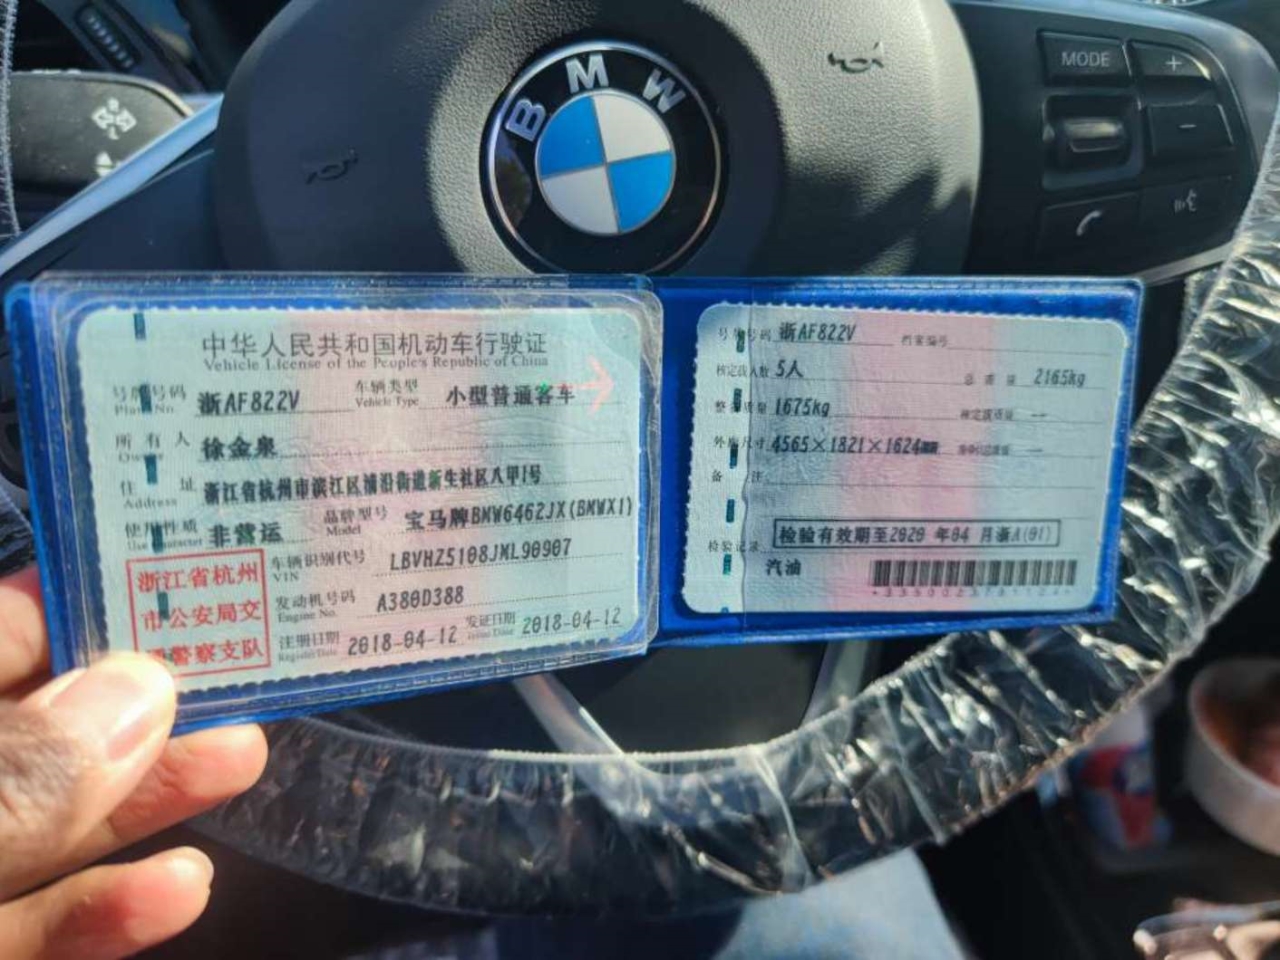 BMW
MODE
+
−
中华人民共和国机动车行驶证
Vehicle License of the People's Republic of China
号牌号码 浙AF822V 车辆类型 小型普通客车
Plate No. Vehicle Type
所有人 徐金泉
Owner
住址 浙江省杭州市滨江区浦沿街道新生社区八甲1号
Address
使用性质 非营运 品牌型号 宝马牌BMW6462JX(BMWX1)
Use Character Model
浙江省杭州
市公安局交
警察支队
车辆识别代号 LBVHZ5108JML90907
VIN
发动机号码 A380D388
Engine No.
注册日期 2018-04-12 发证日期 2018-04-12
Register Date Issue Date
号牌号码 浙AF822V 档案编号
核定载人数 5人 总质量 2165kg
整备质量 1675kg 核定载质量 --
外廓尺寸 4565×1821×1624mm --
备注
检验记录 检验有效期至2020年04月浙A(01)
汽油